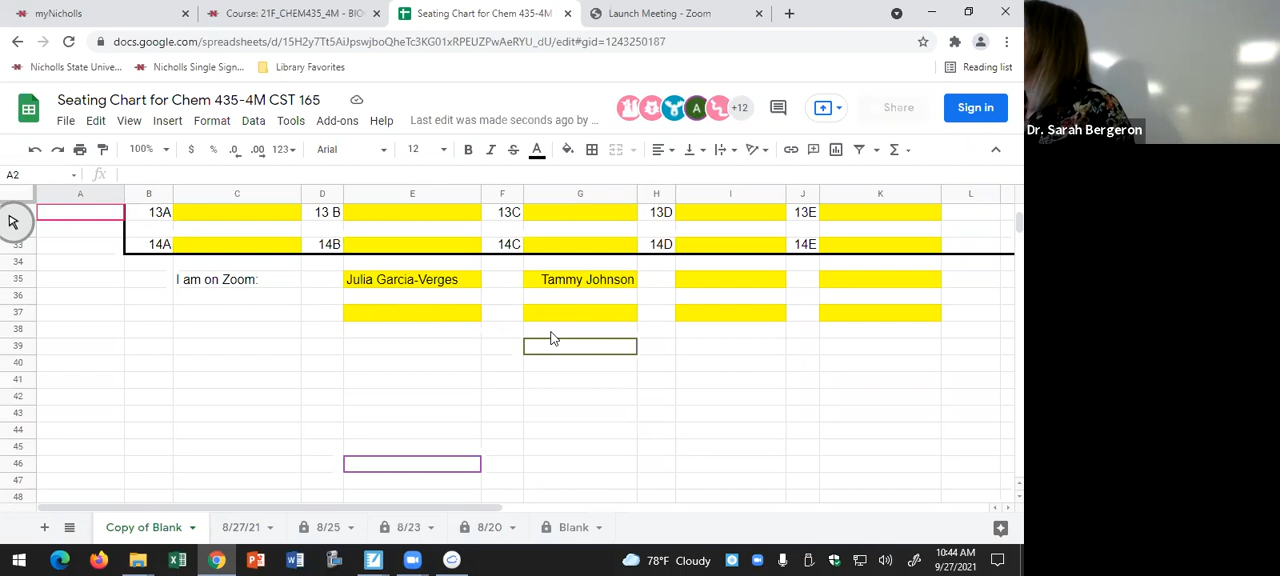 myNicholls
Course: 21F_CHEM435_4M - BIO
Seating Chart for Chem 435-4M
Launch Meeting - Zoom
docs.google.com/spreadsheets/d/15H2y7Tt5AiJpswjboQheTc3KG01xRPEUZPwAeRYU_dU/edit#gid=1243250187
Nicholls State Unive...
Nicholls Single Sign...
Library Favorites
Reading list
Seating Chart for Chem 435-4M CST 165
+12
Share
Sign in
File Edit View Insert Format Data Tools Add-ons Help
Last edit was made seconds ago by ...
100% $ % .0 .00 123 Arial 12 B I S A
A2 fx
A B C D E F G H I J K L
13A 13 B 13C 13D 13E
33 14A 14B 14C 14D 14E
34
35 I am on Zoom: Julia Garcia-Verges Tammy Johnson
36
37
38
39
40
41
42
43
44
45
46
47
48
Copy of Blank 8/27/21 8/25 8/23 8/20 Blank
78°F Cloudy
10:44 AM
9/27/2021
Dr. Sarah Bergeron